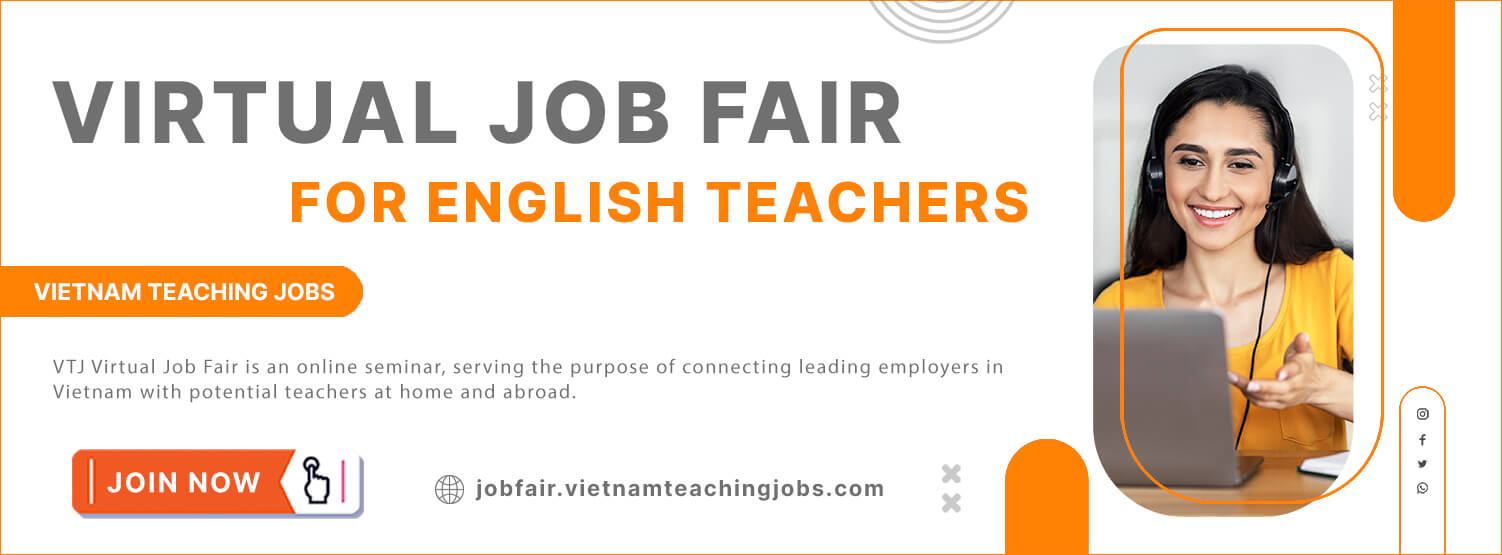 VIRTUAL JOB FAIR
FOR ENGLISH TEACHERS
VIETNAM TEACHING JOBS
VTJ Virtual Job Fair is an online seminar, serving the purpose of connecting leading employers in
Vietnam with potential teachers at home and abroad.
JOIN NOW
jobfair.vietnamteachingjobs.com